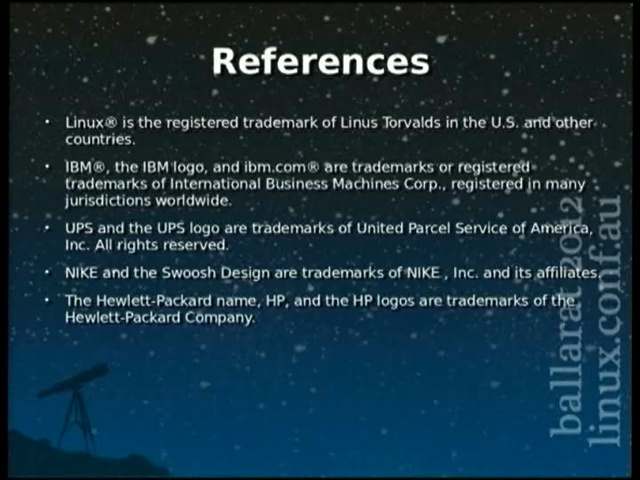 References
• Linux® is the registered trademark of Linus Torvalds in the U.S. and other
countries.
• IBM®, the IBM logo, and ibm.com® are trademarks or registered
trademarks of International Business Machines Corp., registered in many
jurisdictions worldwide.
• UPS and the UPS logo are trademarks of United Parcel Service of America,
Inc. All rights reserved.
• NIKE and the Swoosh Design are trademarks of NIKE , Inc. and its affiliates.
• The Hewlett-Packard name, HP, and the HP logos are trademarks of the
Hewlett-Packard Company.
ballarat 2012
linux.conf.au